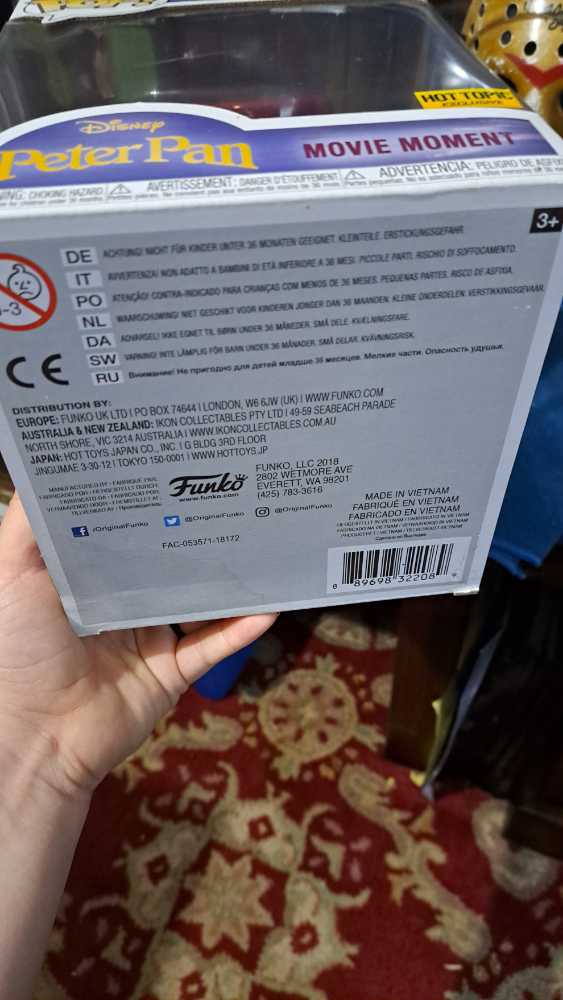 HOT TOPIC
EXCLUSIVE
Disney
Peter Pan
MOVIE MOMENT
CHOKING HAZARD
AVERTISSEMENT: DANGER D'ÉTOUFFEMENT
ADVERTENCIA: PELIGRO DE
3+
DE ACHTUNG! NICHT FÜR KINDER UNTER 36 MONATEN GEEIGNET. KLEINTEILE. ERSTICKUNGSGEFAHR.
IT AVVERTENZA! NON ADATTO A BAMBINI DI ETÀ INFERIORE A 36 MESI. PICCOLE PARTI. RISCHIO DI SOFFOCAMENTO.
PO ATENÇÃO! CONTRA-INDICADO PARA CRIANÇAS COM MENOS DE 36 MESES. PEQUENAS PARTES. RISCO DE ASFIXIA.
NL WAARSCHUWING! NIET GESCHIKT VOOR KINDEREN JONGER DAN 36 MAANDEN. KLEINE ONDERDELEN. VERSTIKKINGSGEVAAR.
DA ADVARSEL! IKKE EGNET TIL BØRN UNDER 36 MÅNEDER. SMÅ DELE. KVÆLNINGSFARE.
SW VARNING! INTE LÄMPLIG FÖR BARN UNDER 36 MÅNADER. SMÅ DELAR. KVÄVNINGSRISK.
RU Внимание! Не пригодно для детей младше 36 месяцев. Мелкие части. Опасность удушья.
CE
DISTRIBUTION BY:
EUROPE: FUNKO UK LTD | PO BOX 74644 | LONDON, W6 6JW (UK) | WWW.FUNKO.COM
AUSTRALIA & NEW ZEALAND: IKON COLLECTABLES PTY LTD | 49-59 SEABEACH PARADE
NORTH SHORE, VIC 3214 AUSTRALIA | WWW.IKONCOLLECTABLES.COM.AU
JAPAN: HOT TOYS JAPAN CO., INC. | G BLDG 3RD FLOOR
JINGUMAE 3-30-12 | TOKYO 150-0001 | WWW.HOTTOYS.JP
MANUFACTURED BY
Funko
www.funko.com
FUNKO, LLC 2018
2802 WETMORE AVE
EVERETT, WA 98201
(425) 783-3616
/OriginalFunko
@OriginalFunko
@OriginalFunko
MADE IN VIETNAM
FABRIQUÉ EN VIETNAM
FABRICADO EN VIETNAM
FAC-053571-18172
89698 32208